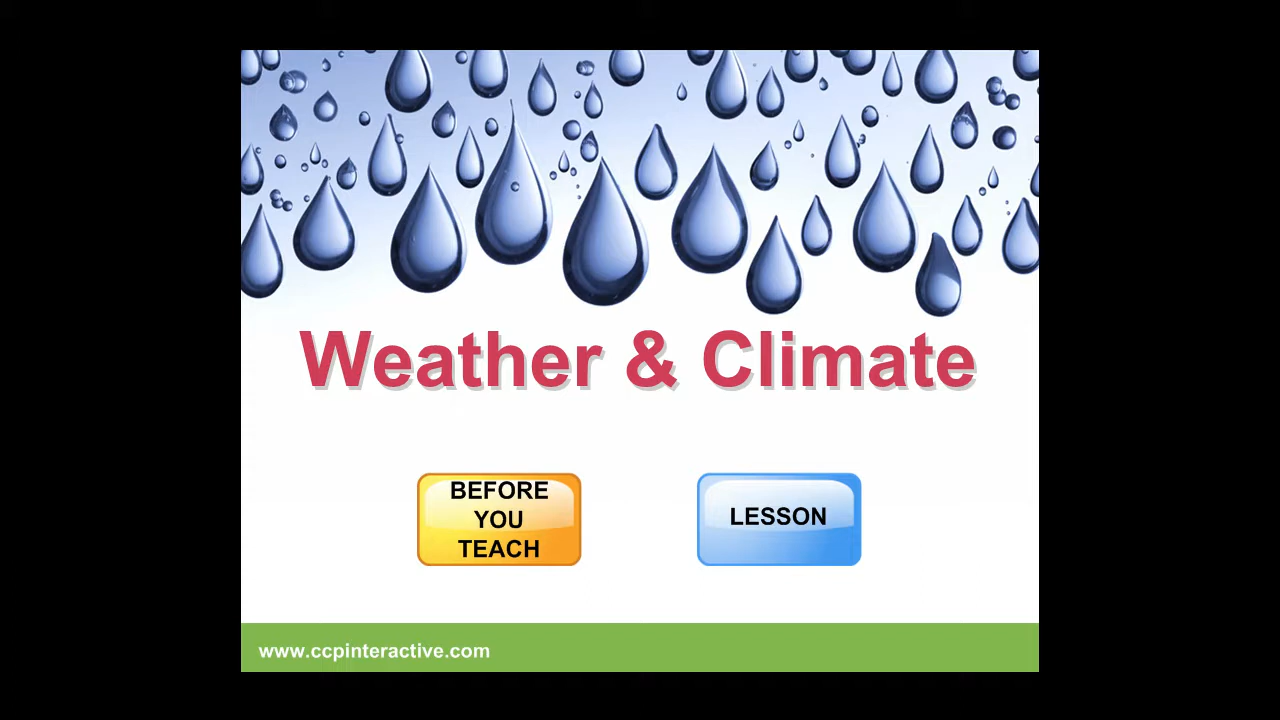 Weather & Climate
BEFORE
YOU
TEACH
LESSON
www.ccpinteractive.com